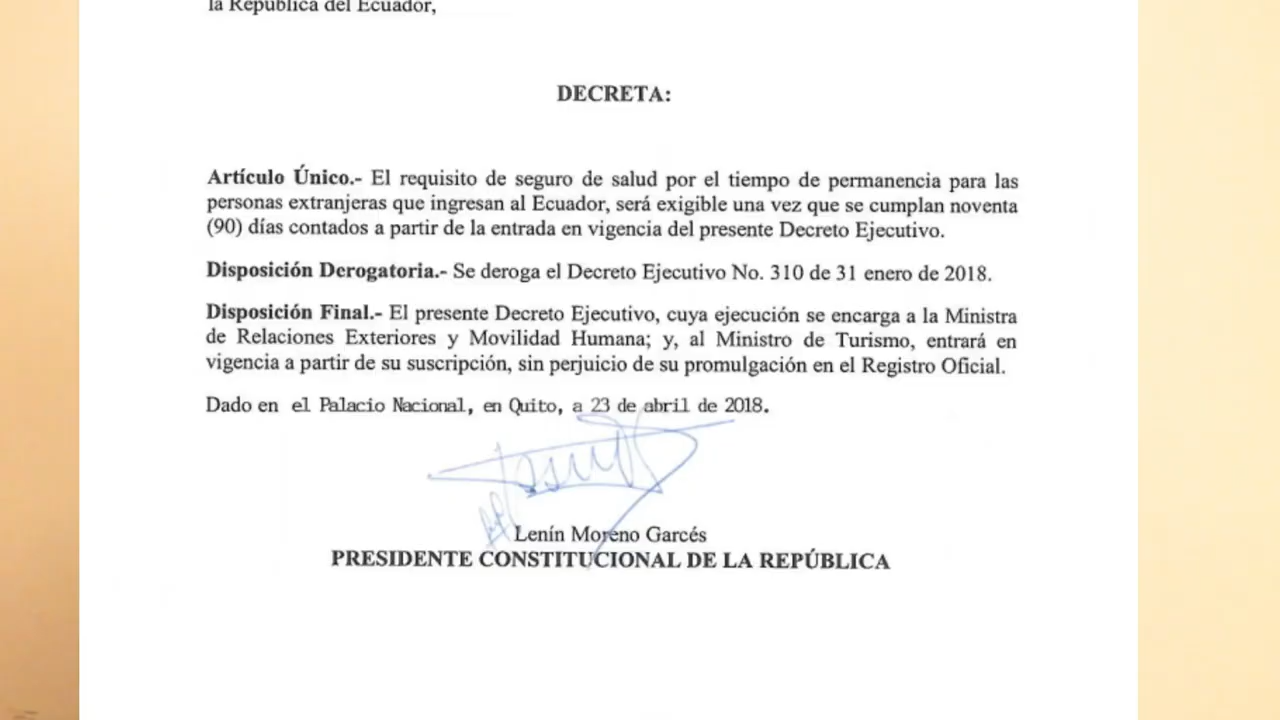 la República del Ecuador,
DECRETA:
Artículo Único.- El requisito de seguro de salud por el tiempo de permanencia para las
personas extranjeras que ingresan al Ecuador, será exigible una vez que se cumplan noventa
(90) días contados a partir de la entrada en vigencia del presente Decreto Ejecutivo.
Disposición Derogatoria.- Se deroga el Decreto Ejecutivo No. 310 de 31 enero de 2018.
Disposición Final.- El presente Decreto Ejecutivo, cuya ejecución se encarga a la Ministra
de Relaciones Exteriores y Movilidad Humana; y, al Ministro de Turismo, entrará en
vigencia a partir de su suscripción, sin perjuicio de su promulgación en el Registro Oficial.
Dado en el Palacio Nacional, en Quito, a 23 de abril de 2018.
Lenín Moreno Garcés
PRESIDENTE CONSTITUCIONAL DE LA REPÚBLICA